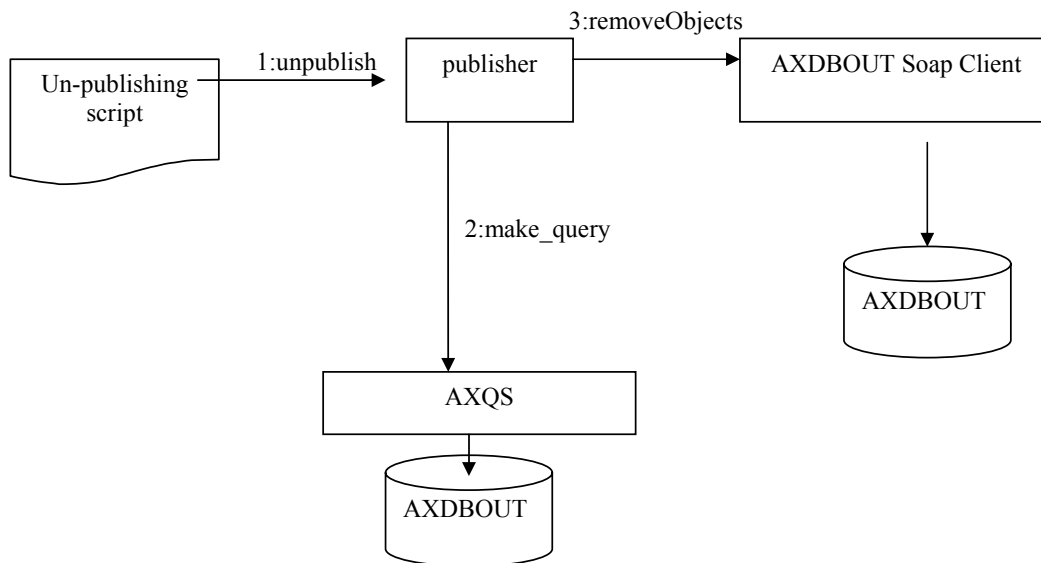 3:removeObjects
1:unpublish
Un-publishing
script
publisher
AXDBOUT Soap Client
2:make_query
AXDBOUT
AXQS
AXDBOUT